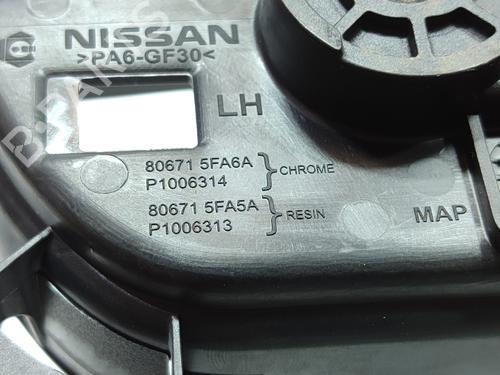 NISSAN
>PA6-GF30<
LH
80671 5FA6A
P1006314
CHROME
80671 5FA5A
P1006313
RESIN
MAP